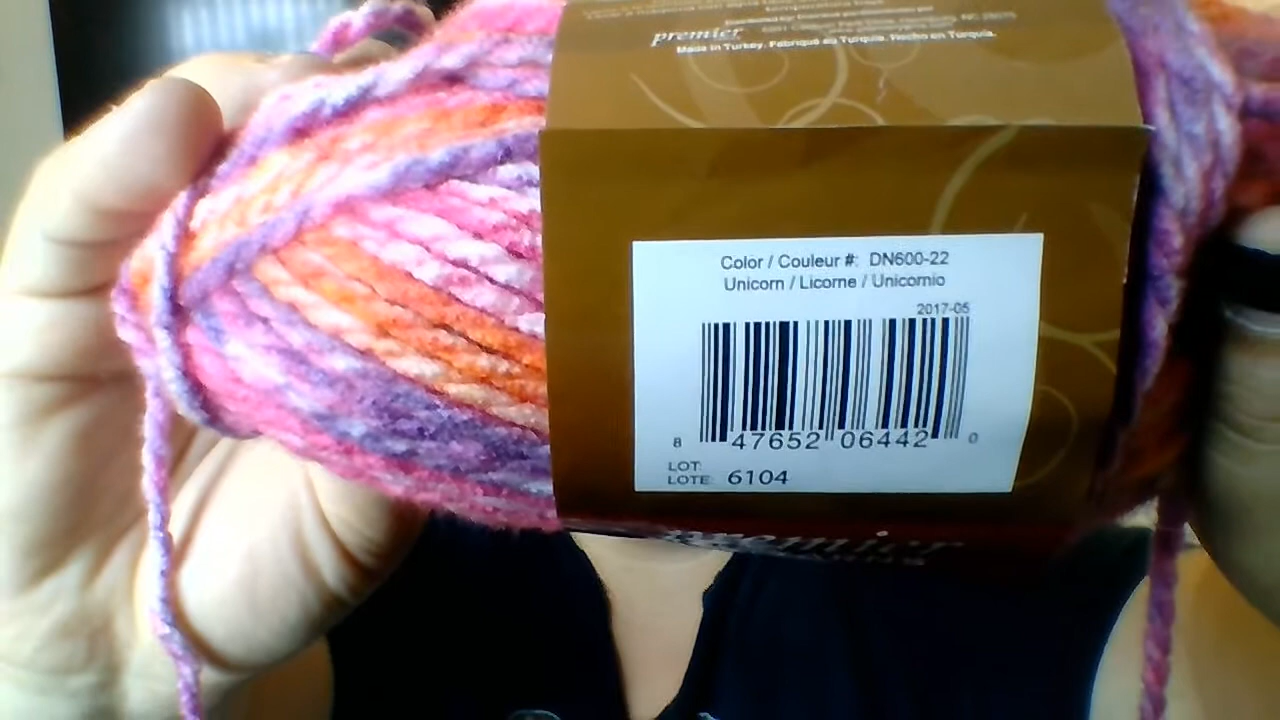 premier
Made in Turkey. Fabriqué en Turquie. Hecho en Turquía.
Color / Couleur #: DN600-22
Unicorn / Licorne / Unicornio
2017-05
8 47652 06442 0
LOT:
LOTE: 6104
premier